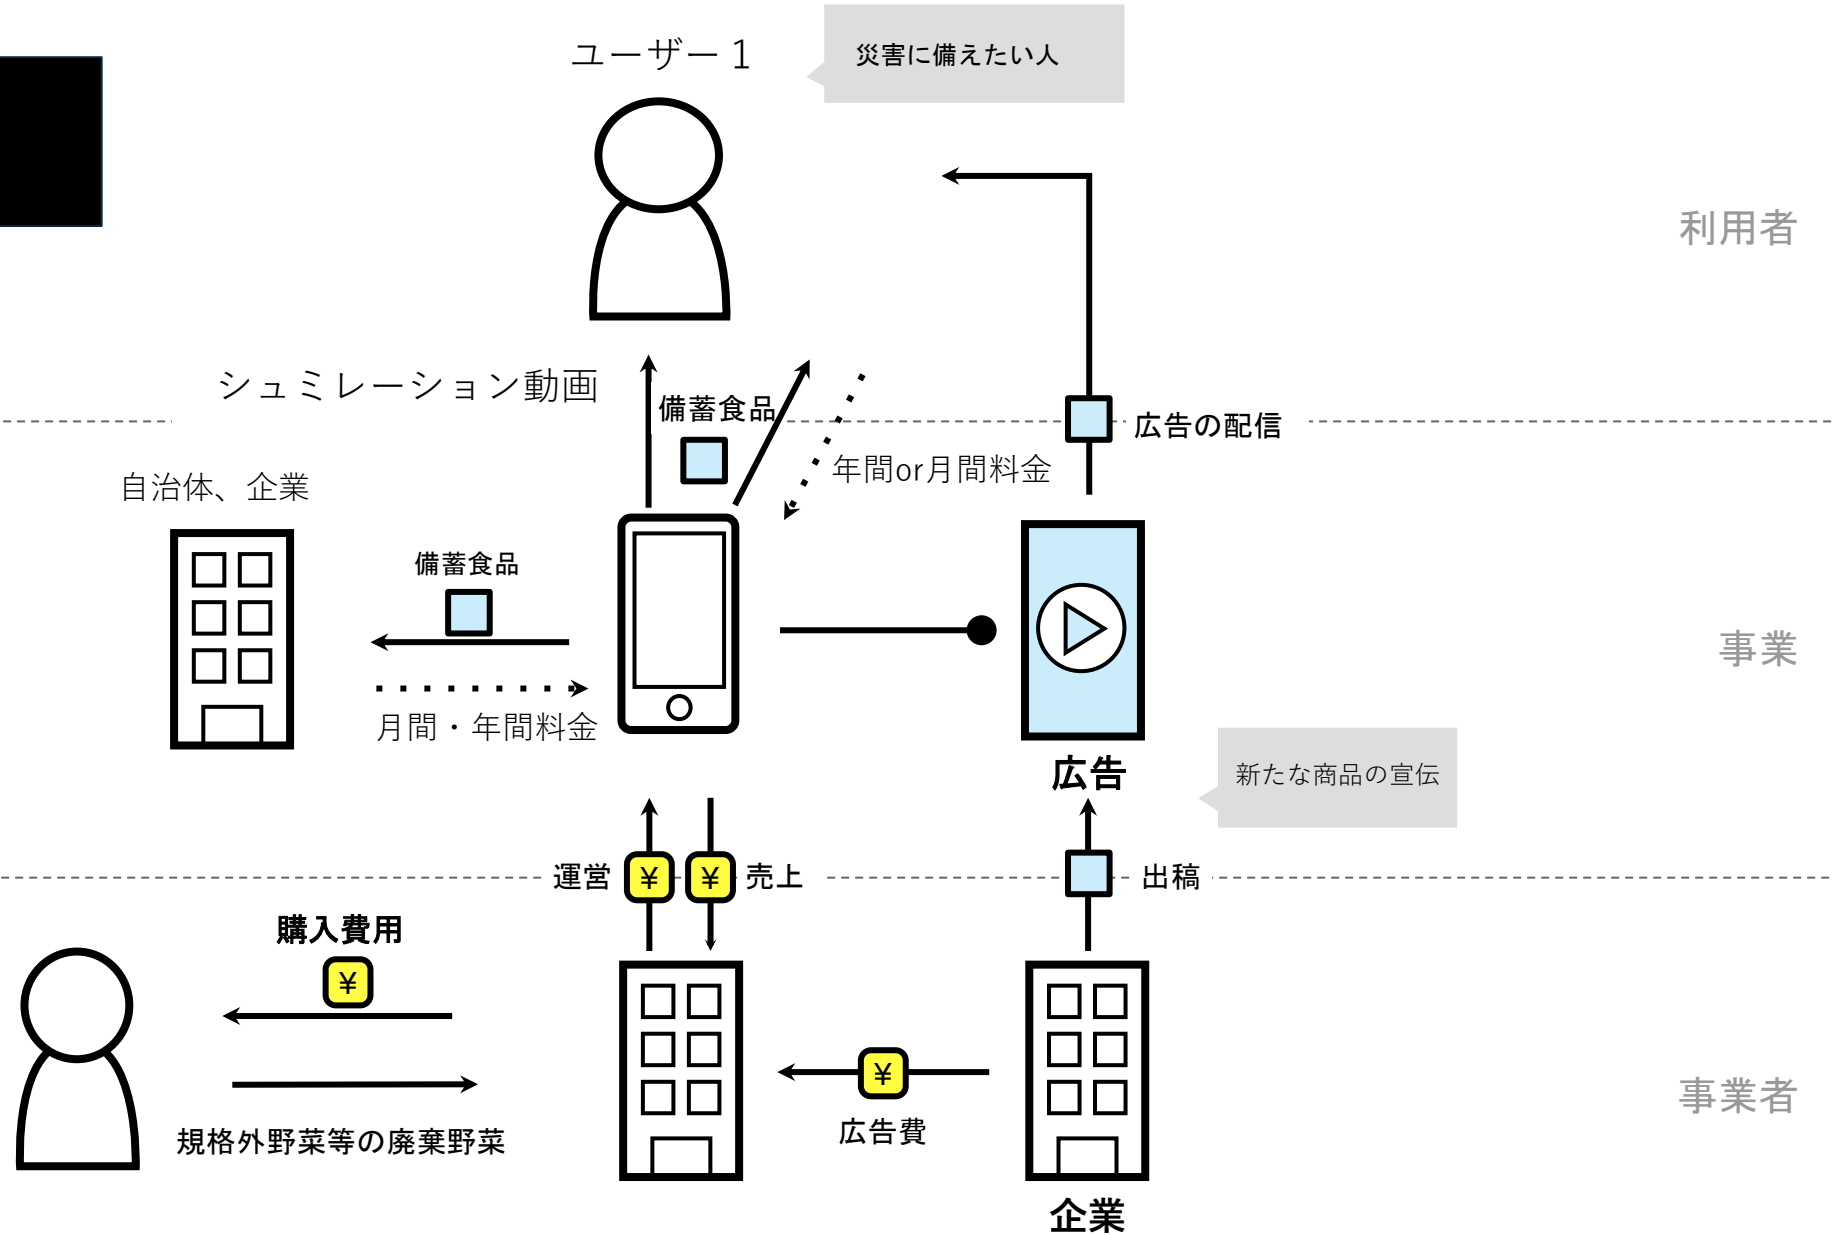 ユーザー１
災害に備えたい人
利用者
シュミレーション動画
備蓄食品
広告の配信
年間or月間料金
自治体、企業
備蓄食品
事業
月間・年間料金
広告
新たな商品の宣伝
運営
¥
¥
売上
出稿
購入費用
¥
¥
広告費
事業者
規格外野菜等の廃棄野菜
企業